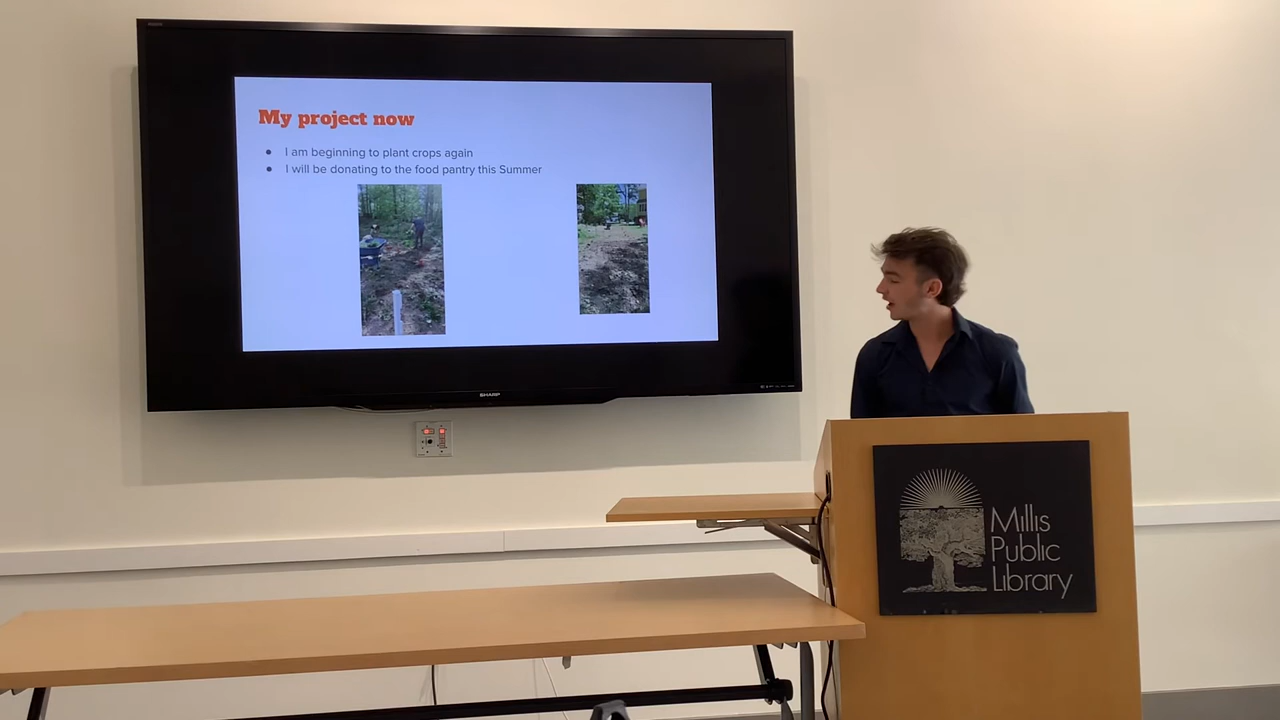 My project now
● I am beginning to plant crops again
● I will be donating to the food pantry this Summer
SHARP
Millis
Public
Library